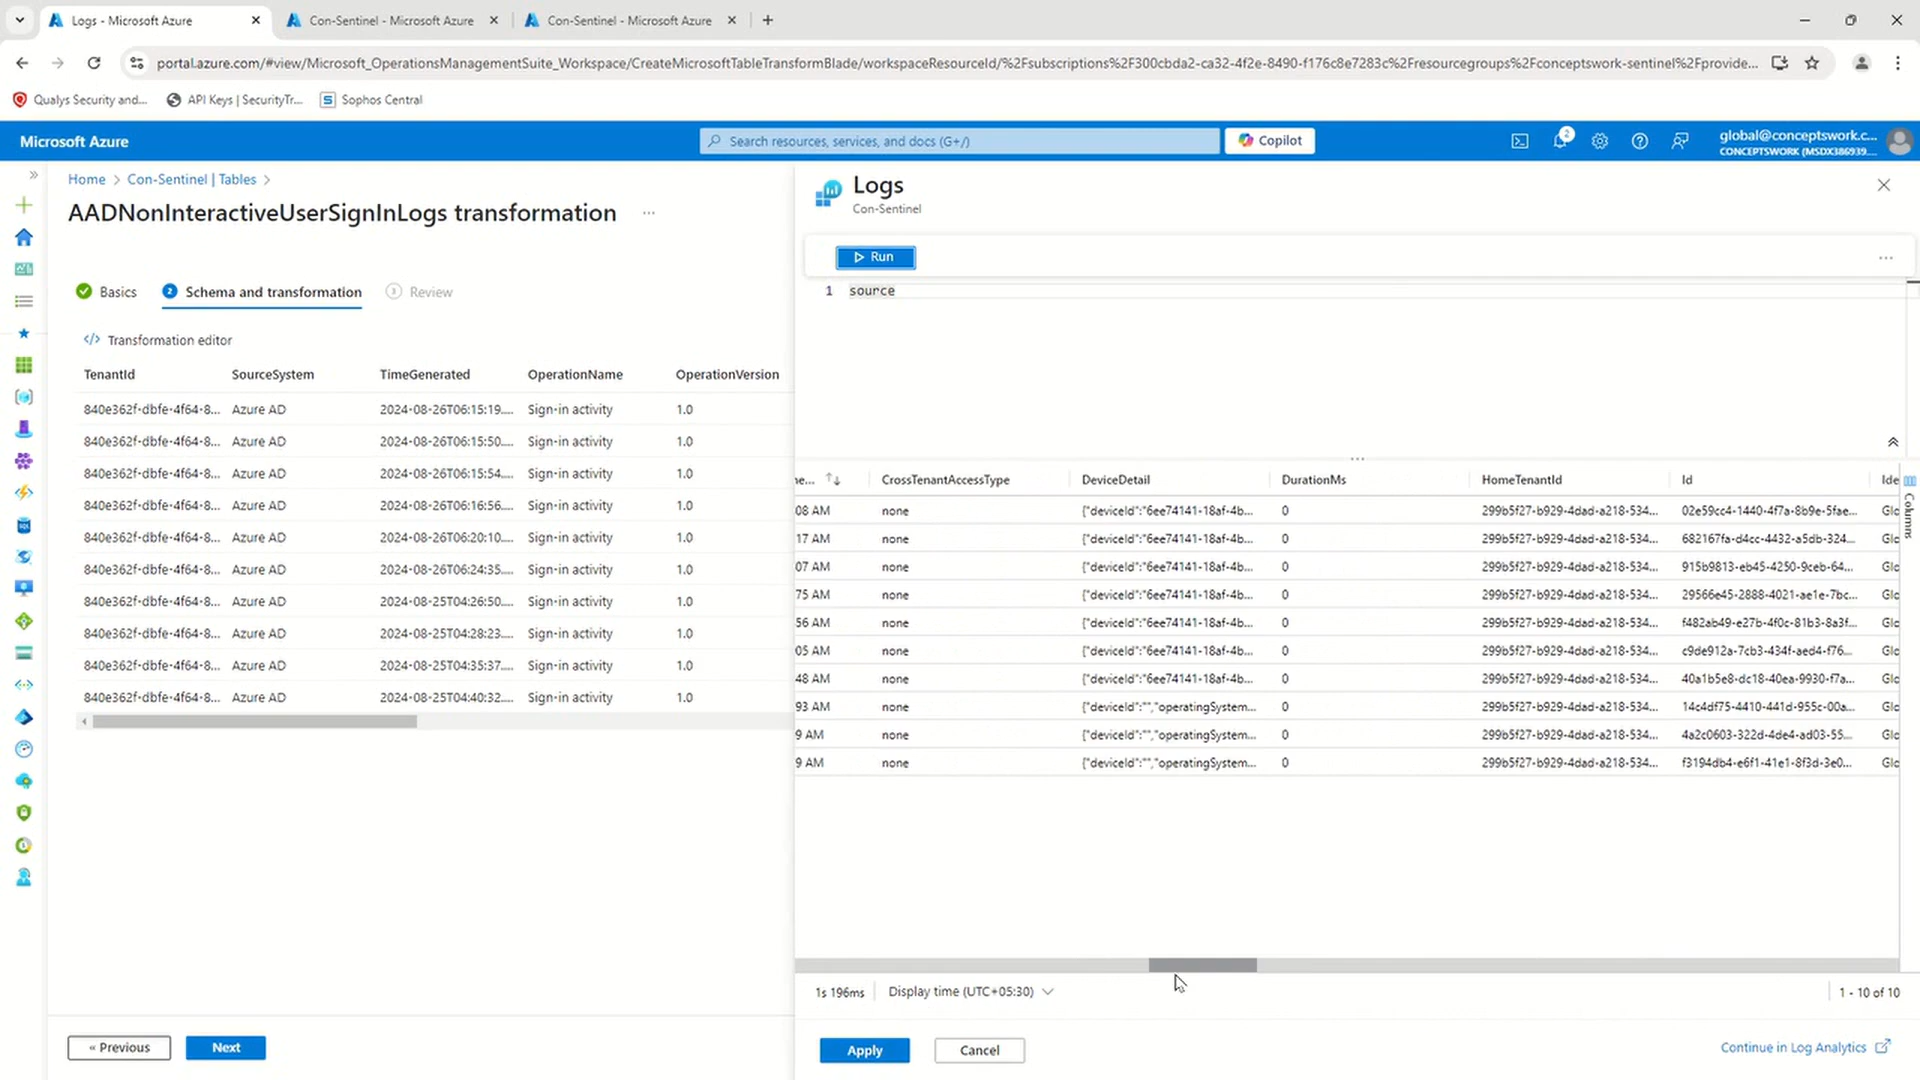 Logs - Microsoft Azure
Con-Sentinel - Microsoft Azure
Con-Sentinel - Microsoft Azure
portal.azure.com/#view/Microsoft_OperationsManagementSuite_Workspace/CreateMicrosoftTableTransformBlade/workspaceResourceId/%2Fsubscriptions%2F300cbda2-ca32-4f2e-8490-f176c8e7283c%2Fresourcegroups%2Fconceptswork-sentinel%2Fprovide...
Qualys Security and...
API Keys | SecurityTr...
Sophos Central
Microsoft Azure
Search resources, services, and docs (G+/)
Copilot
2
global@conceptswork.c...
CONCEPTSWORK (MSDX386939....
Home > Con-Sentinel | Tables >
AADNonInteractiveUserSignInLogs transformation ...
Basics
2 Schema and transformation
3 Review
</> Transformation editor
TenantId SourceSystem TimeGenerated OperationName OperationVersion
840e362f-dbfe-4f64-8... Azure AD 2024-08-26T06:15:19.... Sign-in activity 1.0
840e362f-dbfe-4f64-8... Azure AD 2024-08-26T06:15:50.... Sign-in activity 1.0
840e362f-dbfe-4f64-8... Azure AD 2024-08-26T06:15:54.... Sign-in activity 1.0
840e362f-dbfe-4f64-8... Azure AD 2024-08-26T06:16:56.... Sign-in activity 1.0
840e362f-dbfe-4f64-8... Azure AD 2024-08-26T06:20:10.... Sign-in activity 1.0
840e362f-dbfe-4f64-8... Azure AD 2024-08-26T06:24:35.... Sign-in activity 1.0
840e362f-dbfe-4f64-8... Azure AD 2024-08-25T04:26:50.... Sign-in activity 1.0
840e362f-dbfe-4f64-8... Azure AD 2024-08-25T04:28:23.... Sign-in activity 1.0
840e362f-dbfe-4f64-8... Azure AD 2024-08-25T04:35:37.... Sign-in activity 1.0
840e362f-dbfe-4f64-8... Azure AD 2024-08-25T04:40:32.... Sign-in activity 1.0
« Previous
Next
Logs
Con-Sentinel
Run
...
1 source
ne... CrossTenantAccessType DeviceDetail DurationMs HomeTenantId Id Ide
08 AM none {"deviceId":"6ee74141-18af-4b... 0 299b5f27-b929-4dad-a218-534... 02e59cc4-1440-4f7a-8b9e-5fae... Glo
17 AM none {"deviceId":"6ee74141-18af-4b... 0 299b5f27-b929-4dad-a218-534... 682167fa-d4cc-4432-a5db-324... Glo
07 AM none {"deviceId":"6ee74141-18af-4b... 0 299b5f27-b929-4dad-a218-534... 915b9813-eb45-4250-9ceb-64... Glo
75 AM none {"deviceId":"6ee74141-18af-4b... 0 299b5f27-b929-4dad-a218-534... 29566e45-2888-4021-ae1e-7bc... Glo
56 AM none {"deviceId":"6ee74141-18af-4b... 0 299b5f27-b929-4dad-a218-534... f482ab49-e27b-4f0c-81b3-8a3f... Glo
05 AM none {"deviceId":"6ee74141-18af-4b... 0 299b5f27-b929-4dad-a218-534... c9de912a-7cb3-434f-aed4-f76... Glo
48 AM none {"deviceId":"6ee74141-18af-4b... 0 299b5f27-b929-4dad-a218-534... 40a1b5e8-dc18-40ea-9930-f7a... Glo
93 AM none {"deviceId":"","operatingSystem... 0 299b5f27-b929-4dad-a218-534... 14c4df75-4410-441d-955c-00a... Glo
9 AM none {"deviceId":"","operatingSystem... 0 299b5f27-b929-4dad-a218-534... 4a2c0603-322d-4de4-ad03-55... Glo
9 AM none {"deviceId":"","operatingSystem... 0 299b5f27-b929-4dad-a218-534... f3194db4-e6f1-41e1-8f3d-3e0... Glo
Columns
1s 196ms
Display time (UTC+05:30)
1 - 10 of 10
Apply
Cancel
Continue in Log Analytics